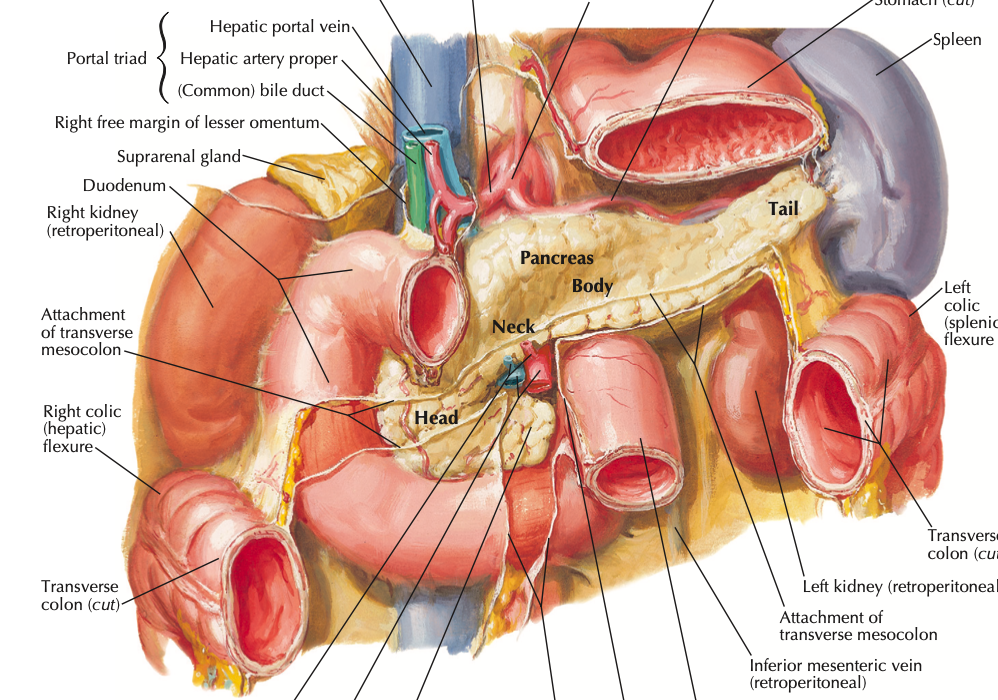 Stomach (cut)
Hepatic portal vein
Portal triad
Hepatic artery proper
(Common) bile duct
Right free margin of lesser omentum
Suprarenal gland
Duodenum
Right kidney
(retroperitoneal)
Attachment
of transverse
mesocolon
Right colic
(hepatic)
flexure
Transverse
colon (cut)
Spleen
Tail
Pancreas
Body
Neck
Head
Left
colic
(splenic
flexure
Transverse
colon (cu
Left kidney (retroperitoneal
Attachment of
transverse mesocolon
Inferior mesenteric vein
(retroperitoneal)